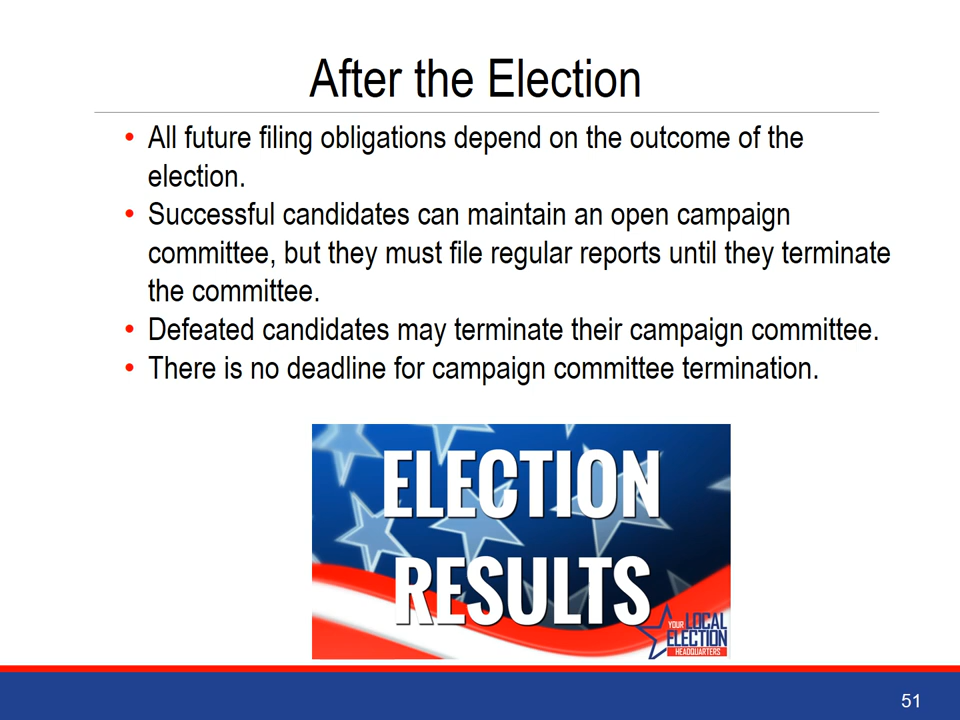 After the Election
• All future filing obligations depend on the outcome of the
election.
• Successful candidates can maintain an open campaign
committee, but they must file regular reports until they terminate
the committee.
• Defeated candidates may terminate their campaign committee.
• There is no deadline for campaign committee termination.
ELECTION
RESULTS
YOUR LOCAL
ELECTION
HEADQUARTERS
51